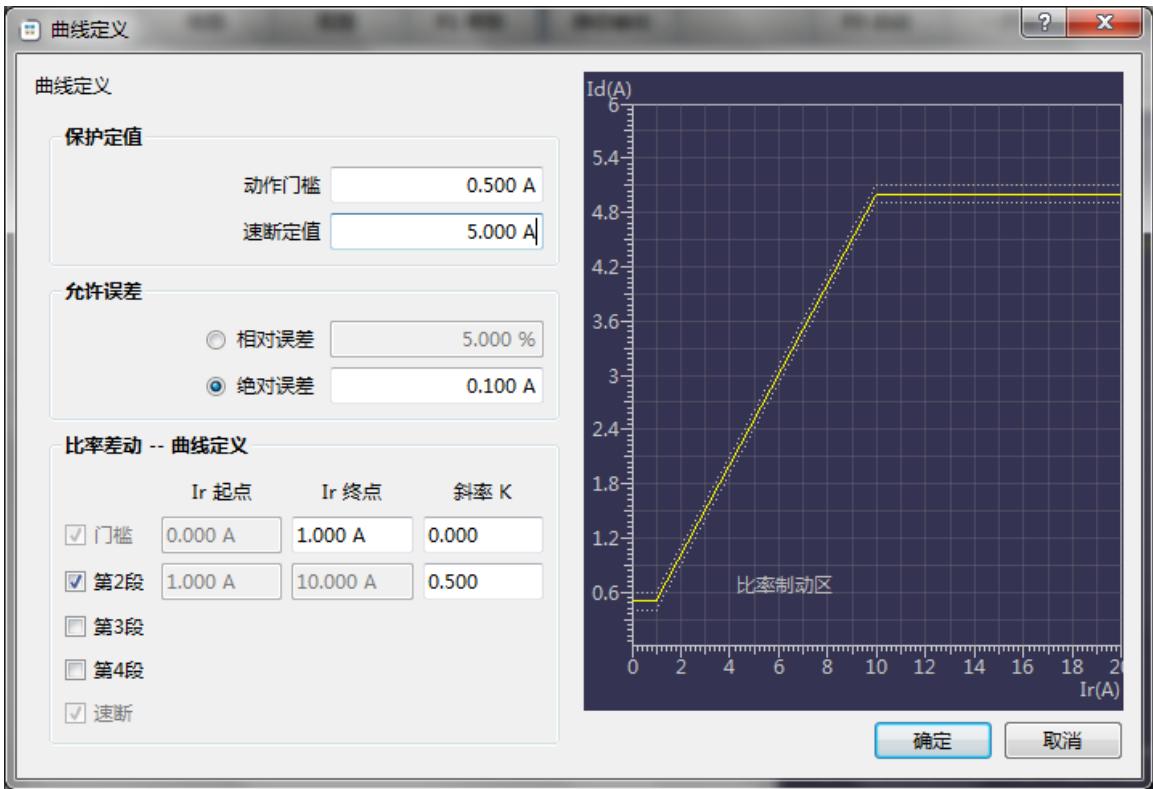 曲线定义
?
曲线定义
保护定值
动作门槛 0.500 A
速断定值 5.000 A
允许误差
相对误差 5.000 %
绝对误差 0.100 A
比率差动 -- 曲线定义
Ir 起点 Ir 终点 斜率 K
门槛 0.000 A 1.000 A 0.000
第2段 1.000 A 10.000 A 0.500
第3段
第4段
速断
Id(A)
6
5.4
4.8
4.2
3.6
3
2.4
1.8
1.2
0.6
比率制动区
0 2 4 6 8 10 12 14 16 18 2
Ir(A)
确定 取消